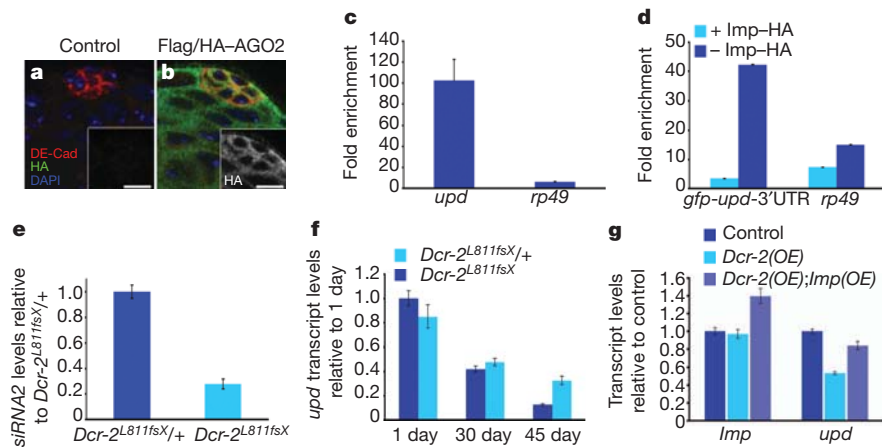 Control
Flag/HA–AGO2
a
b
DE-Cad
HA
DAPI
HA
c
Fold enrichment
140
120
100
80
60
40
20
0
upd
rp49
d
+ Imp–HA
– Imp–HA
Fold enrichment
50
40
30
20
10
0
gfp-upd-3′UTR
rp49
e
siRNA2 levels relative
to Dcr-2L811fsX/+
1.0
0.8
0.6
0.4
0.2
0
Dcr-2L811fsX/+
Dcr-2L811fsX
f
Dcr-2L811fsX/+
Dcr-2L811fsX
upd transcript levels
relative to 1 day
1.2
1.0
0.8
0.6
0.4
0.2
0
1 day
30 day
45 day
g
Control
Dcr-2(OE)
Dcr-2(OE);Imp(OE)
Transcript levels
relative to control
1.6
1.4
1.2
1.0
0.8
0.6
0.4
0.2
0.0
Imp
upd